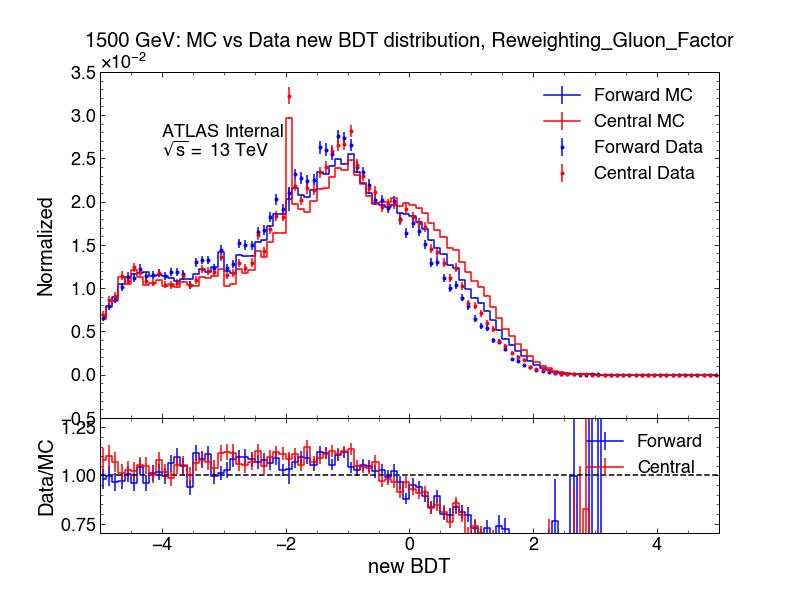 1500 GeV: MC vs Data new BDT distribution, Reweighting_Gluon_Factor
×10⁻²
3.5
3.0
2.5
2.0
1.5
1.0
0.5
0.0
-0.5
Normalized
ATLAS Internal
√s = 13 TeV
Forward MC
Central MC
Forward Data
Central Data
1.25
1.00
0.75
Data/MC
Forward
Central
−4 −2 0 2 4
new BDT